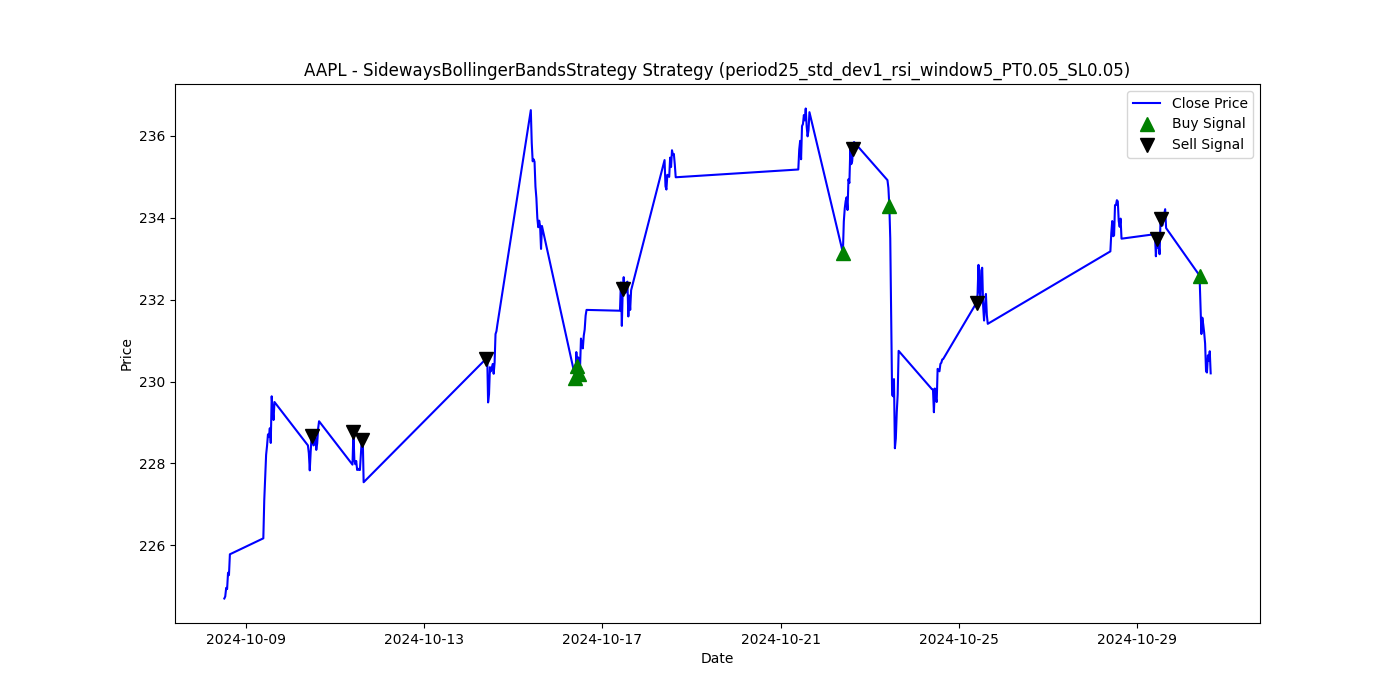 AAPL - SidewaysBollingerBandsStrategy Strategy (period25_std_dev1_rsi_window5_PT0.05_SL0.05)
Close Price
Buy Signal
Sell Signal
236
234
232
230
228
226
Price
2024-10-09
2024-10-13
2024-10-17
2024-10-21
2024-10-25
2024-10-29
Date